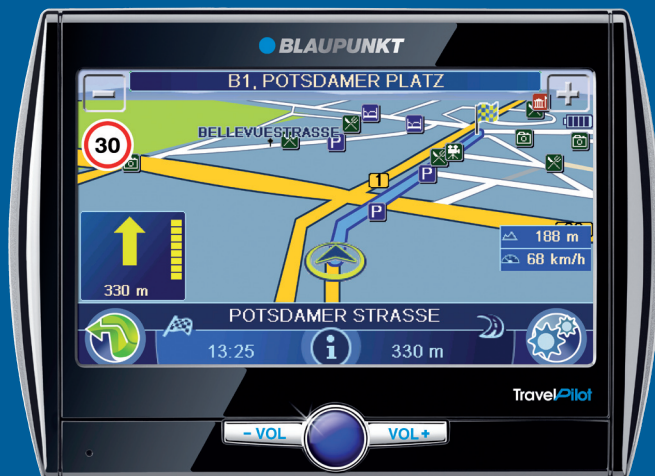 BLAUPUNKT
B1, POTSDAMER PLATZ
30
BELLEVUESTRASSE
P
1
P
P
188 m
68 km/h
330 m
POTSDAMER STRASSE
13:25
i
330 m
TravelPilot
- VOL
VOL +